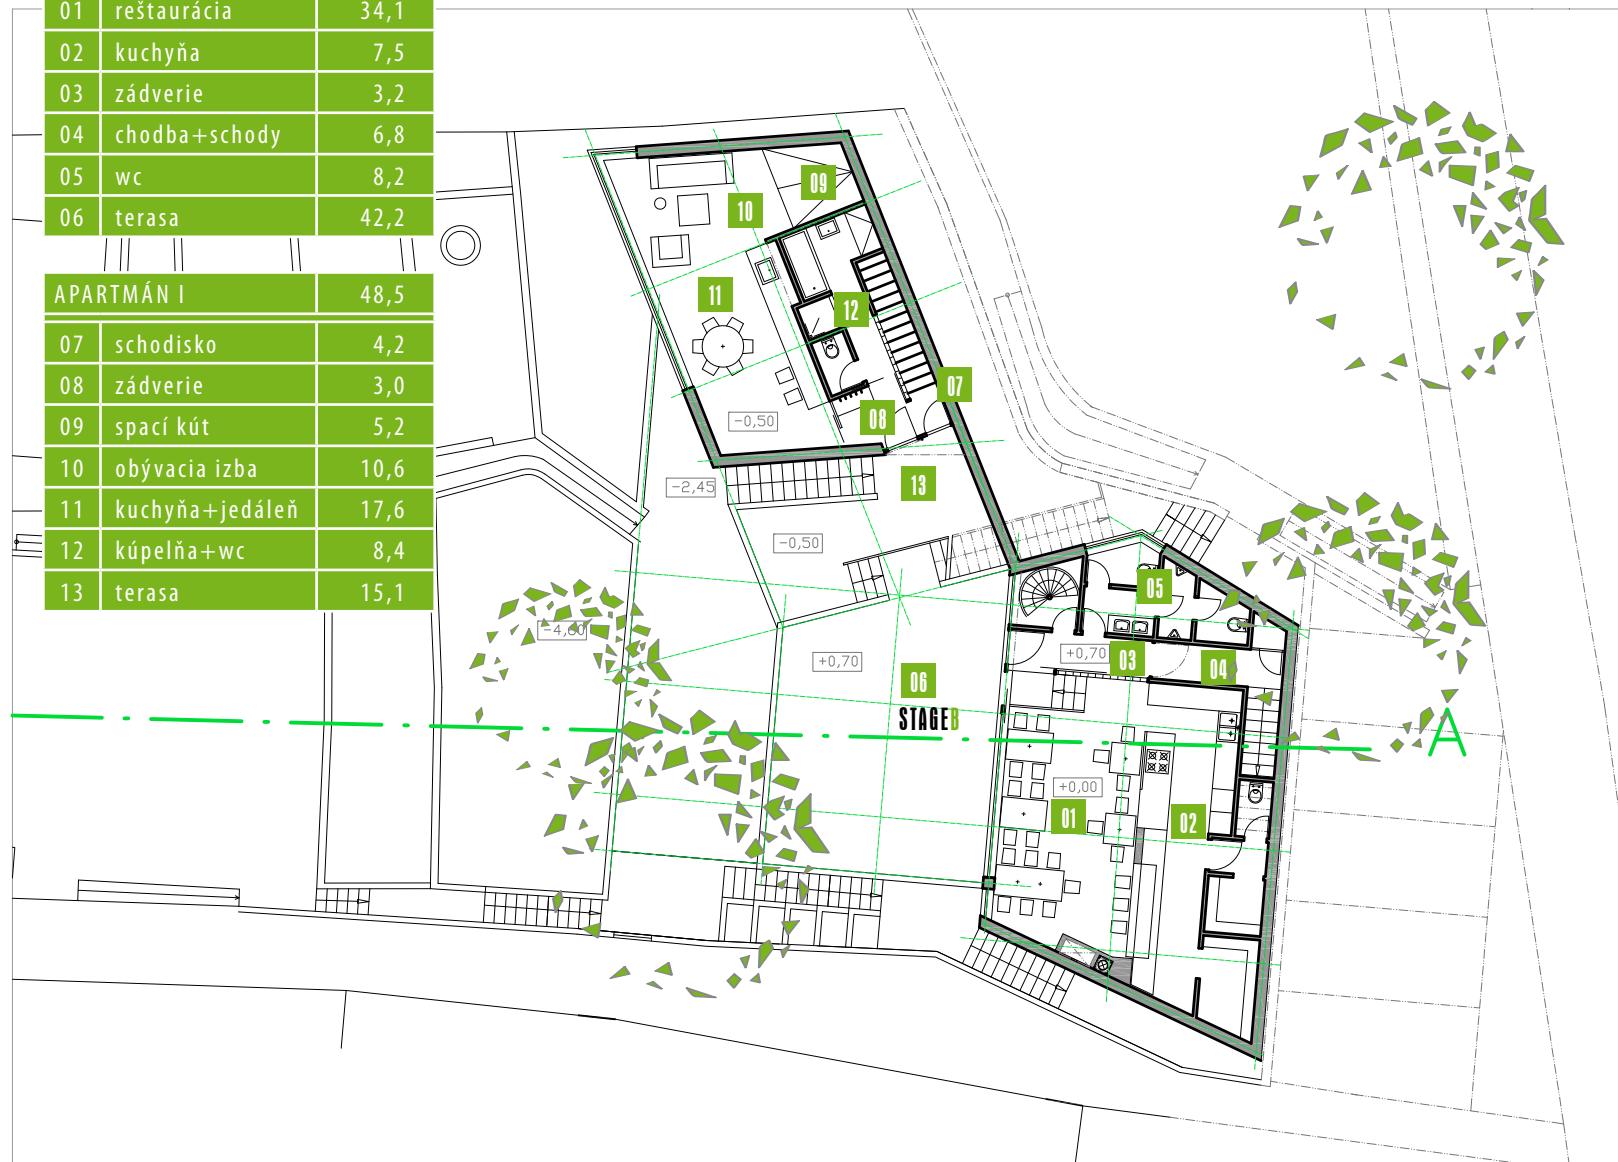 01 reštaurácia 34,1
02 kuchyňa 7,5
03 zádverie 3,2
04 chodba+schody 6,8
05 wc 8,2
06 terasa 42,2
APARTMÁN I 48,5
07 schodisko 4,2
08 zádverie 3,0
09 spací kút 5,2
10 obývacia izba 10,6
11 kuchyňa+jedáleň 17,6
12 kúpelňa+wc 8,4
13 terasa 15,1
09
10
11
12
07
08
−0,50
13
−2,45
−0,50
05
−4,60
+0,70
03
04
+0,70
06
STAGEB
A
+0,00
01
02